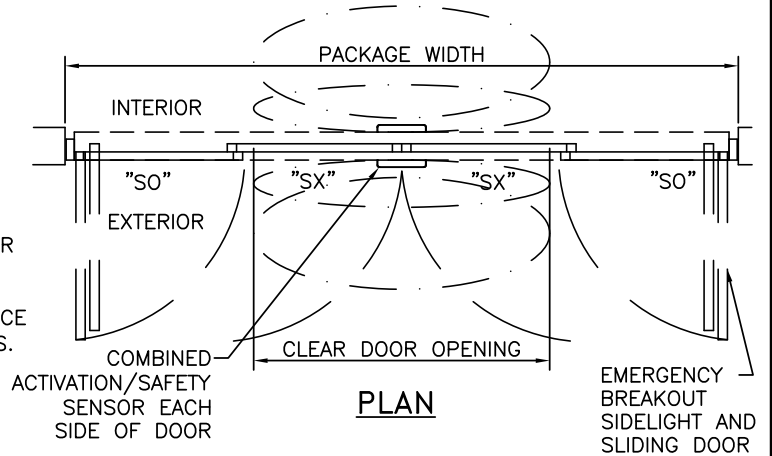 PACKAGE WIDTH
INTERIOR
"SO"
"SX"
"SX"
"SO"
EXTERIOR
R
CE
S.
COMBINED
ACTIVATION/SAFETY
SENSOR EACH
SIDE OF DOOR
CLEAR DOOR OPENING
PLAN
EMERGENCY
BREAKOUT
SIDELIGHT AND
SLIDING DOOR